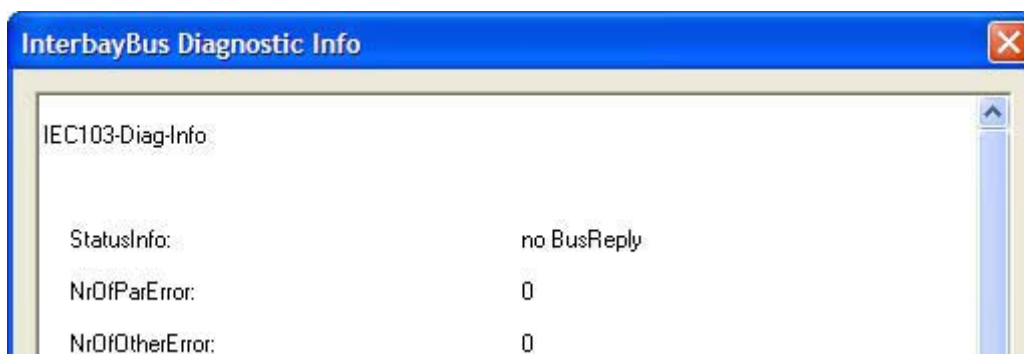 InterbayBus Diagnostic Info
IEC103-Diag-Info
StatusInfo: no BusReply
NrOfParError: 0
NrOfOtherError: 0